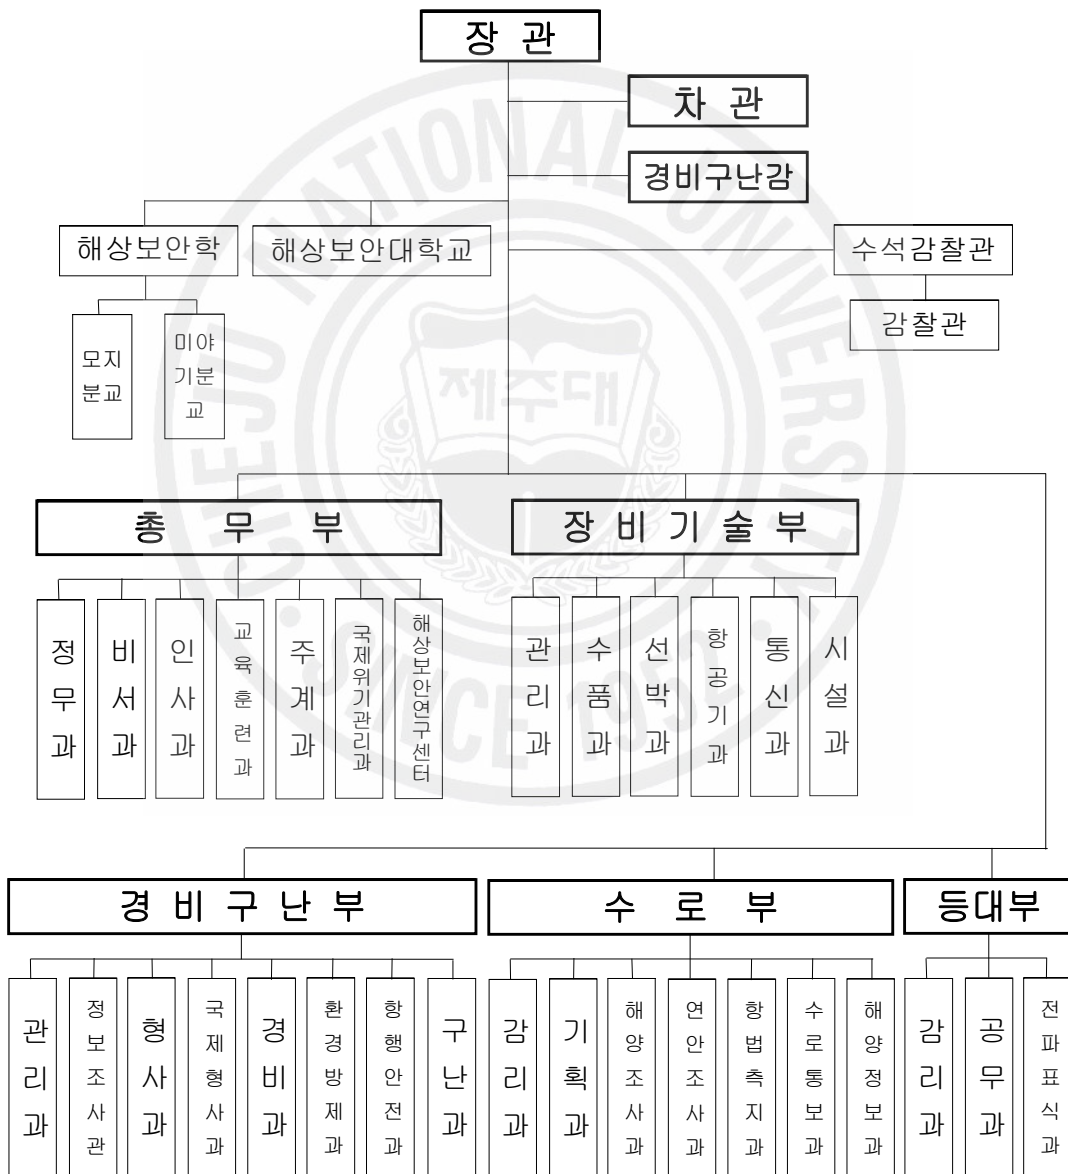 장 관
차 관
경비구난감
해상보안학
해상보안대학교
수석감찰관
감찰관
모지
분교
미야
기분
교
CHEJU NATIONAL UNIVERSITY
제주대
SINCE 1952
총 무 부
장 비 기 술 부
정무과
비서과
인사과
교육훈련과
주계과
국제위기관리과
해상보안연구센터
관리과
수품과
선박과
항공기과
통신과
시설과
경 비 구 난 부
수 로 부
등대부
관리과
정보조사관
형사과
국제형사과
경비과
환경방제과
항행안전과
구난과
감리과
기획과
해양조사과
연안조사과
항법측지과
수로통보과
해양정보과
감리과
공무과
전파표식과